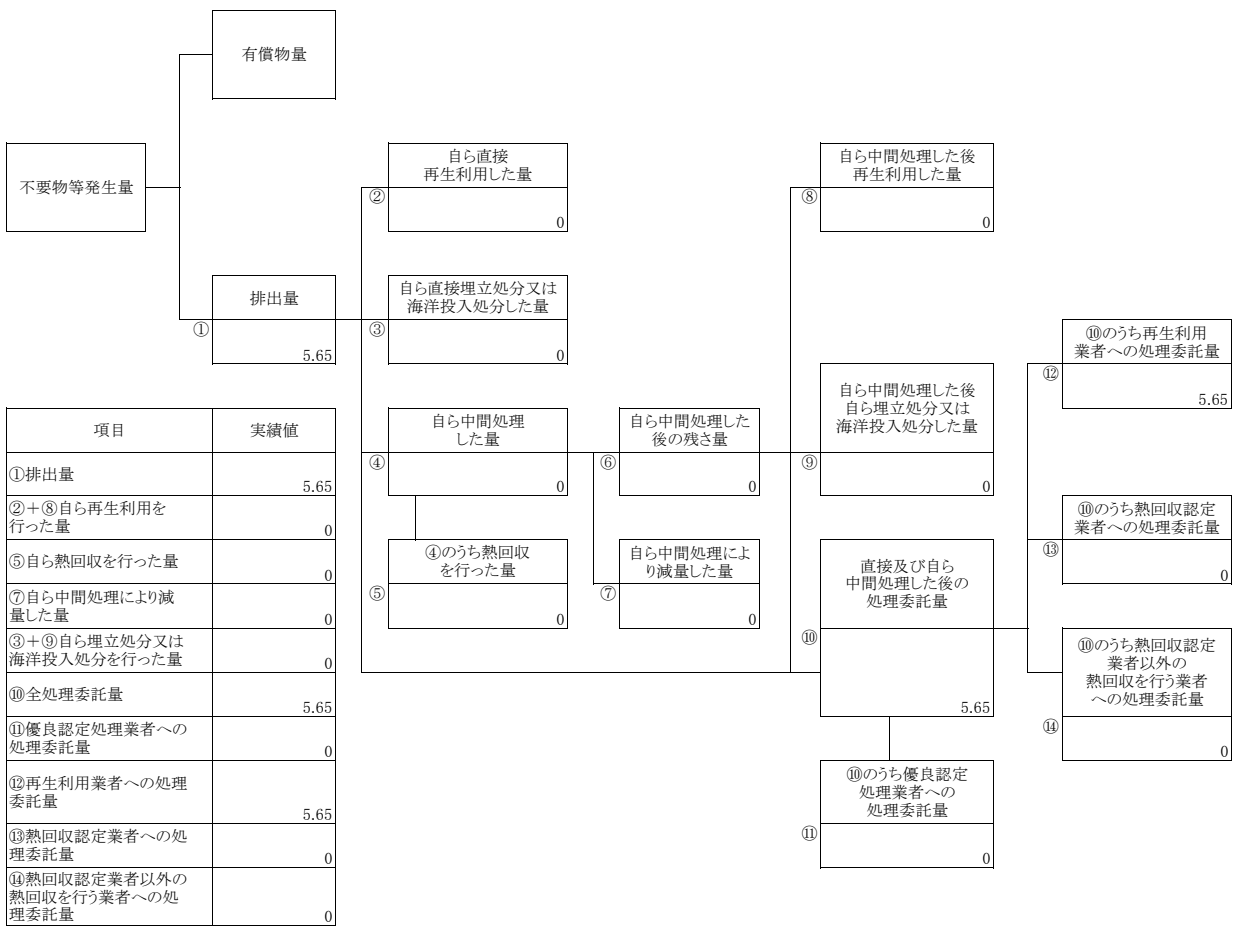 有償物量
不要物等発生量
自ら直接
再生利用した量
②
0
自ら中間処理した後
再生利用した量
⑧
0
排出量
①
5.65
自ら直接埋立処分又は
海洋投入処分した量
③
0
⑩のうち再生利用
業者への処理委託量
⑫
5.65
自ら中間処理した後
自ら埋立処分又は
海洋投入処分した量
⑨
0
自ら中間処理
した量
④
0
自ら中間処理した
後の残さ量
⑥
0
⑩のうち熱回収認定
業者への処理委託量
⑬
0
④のうち熱回収
を行った量
⑤
0
自ら中間処理によ
り減量した量
⑦
0
直接及び自ら
中間処理した後の
処理委託量
⑩
5.65
⑩のうち熱回収認定
業者以外の
熱回収を行う業者
への処理委託量
⑭
0
⑩のうち優良認定
処理業者への
処理委託量
⑪
0
項目 実績値
①排出量
5.65
②＋⑧自ら再生利用を
行った量
0
⑤自ら熱回収を行った量
0
⑦自ら中間処理により減
量した量
0
③＋⑨自ら埋立処分又は
海洋投入処分を行った量
0
⑩全処理委託量
5.65
⑪優良認定処理業者への
処理委託量
0
⑫再生利用業者への処理
委託量
5.65
⑬熱回収認定業者への処
理委託量
0
⑭熱回収認定業者以外の
熱回収を行う業者への処
理委託量
0